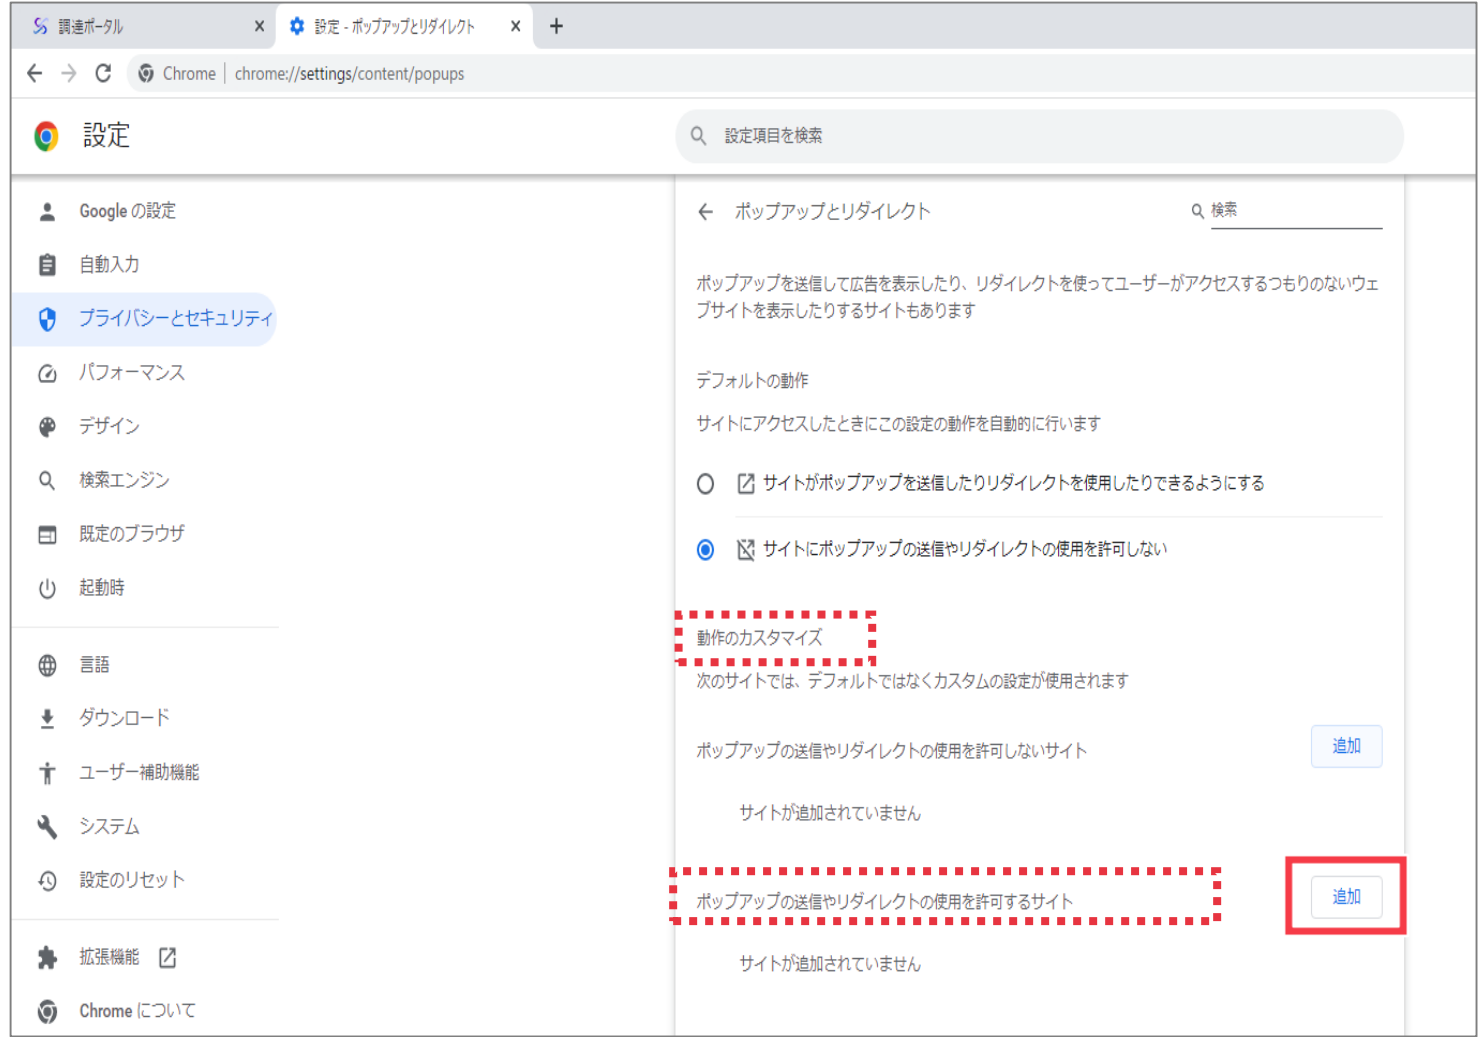 調達ポータル
設定 - ポップアップとリダイレクト
Chrome | chrome://settings/content/popups
設定
設定項目を検索
Google の設定
自動入力
プライバシーとセキュリティ
パフォーマンス
デザイン
検索エンジン
既定のブラウザ
起動時
言語
ダウンロード
ユーザー補助機能
システム
設定のリセット
拡張機能
Chrome について
ポップアップとリダイレクト
検索
ポップアップを送信して広告を表示したり、リダイレクトを使ってユーザーがアクセスするつもりのないウェ
ブサイトを表示したりするサイトもあります
デフォルトの動作
サイトにアクセスしたときにこの設定の動作を自動的に行います
サイトがポップアップを送信したりリダイレクトを使用したりできるようにする
サイトにポップアップの送信やリダイレクトの使用を許可しない
動作のカスタマイズ
次のサイトでは、デフォルトではなくカスタムの設定が使用されます
ポップアップの送信やリダイレクトの使用を許可しないサイト
追加
サイトが追加されていません
ポップアップの送信やリダイレクトの使用を許可するサイト
追加
サイトが追加されていません